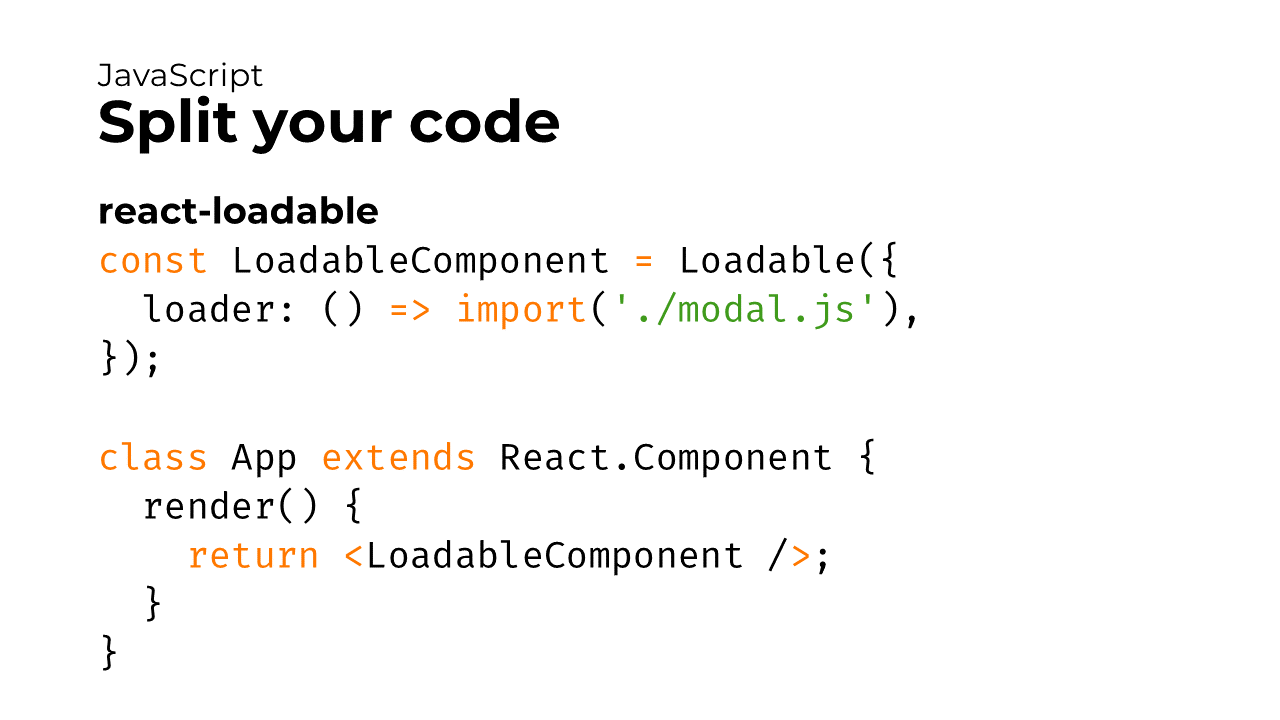 JavaScript
Split your code
react-loadable
const LoadableComponent = Loadable({
  loader: () => import('./modal.js'),
});

class App extends React.Component {
  render() {
    return <LoadableComponent />;
  }
}